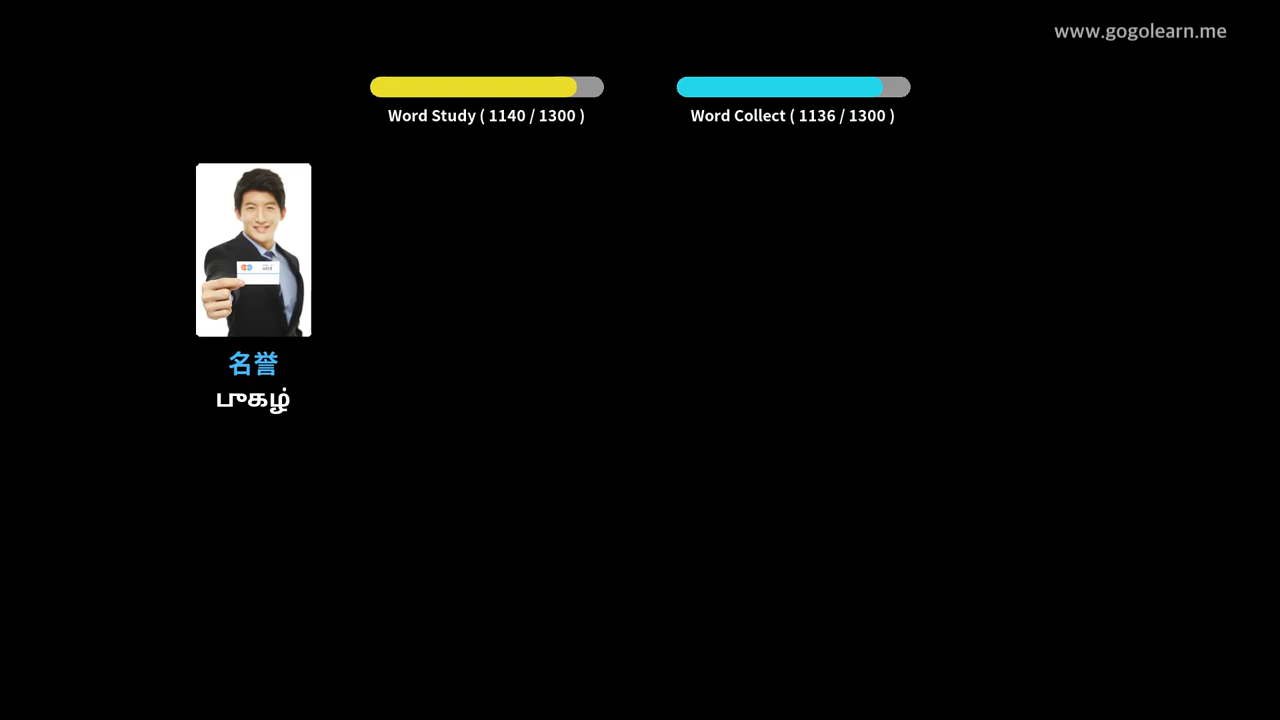 www.gogolearn.me
Word Study ( 1140 / 1300 )
Word Collect ( 1136 / 1300 )
名誉
புகழ்